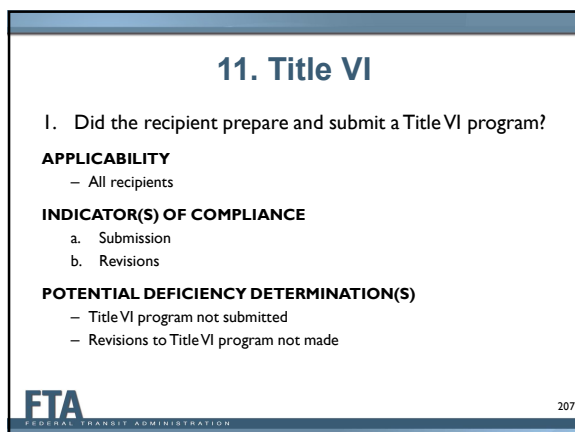 11. Title VI
1. Did the recipient prepare and submit a Title VI program?
APPLICABILITY
– All recipients
INDICATOR(S) OF COMPLIANCE
a. Submission
b. Revisions
POTENTIAL DEFICIENCY DETERMINATION(S)
– Title VI program not submitted
– Revisions to Title VI program not made
FTA
FEDERAL TRANSIT ADMINISTRATION
207